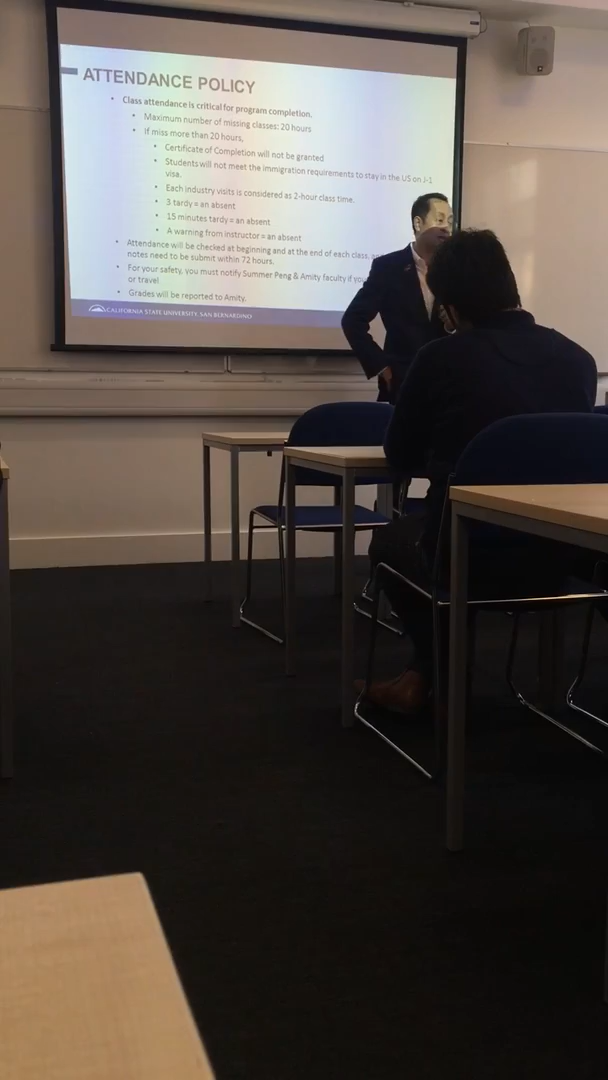 ATTENDANCE POLICY
Class attendance is critical for program completion.
Maximum number of missing classes: 20 hours
If miss more than 20 hours,
Certificate of Completion will not be granted
Students will not meet the immigration requirements to stay in the US on J-1
visa.
Each industry visits is considered as 2-hour class time.
3 tardy = an absent
15 minutes tardy = an absent
A warning from instructor = an absent
Attendance will be checked at beginning and at the end of each class,
notes need to be submit within 72 hours.
For your safety, you must notify Summer Peng & Amity faculty if
or travel
Grades will be reported to Amity.
CALIFORNIA STATE UNIVERSITY, SAN BERNARDINO